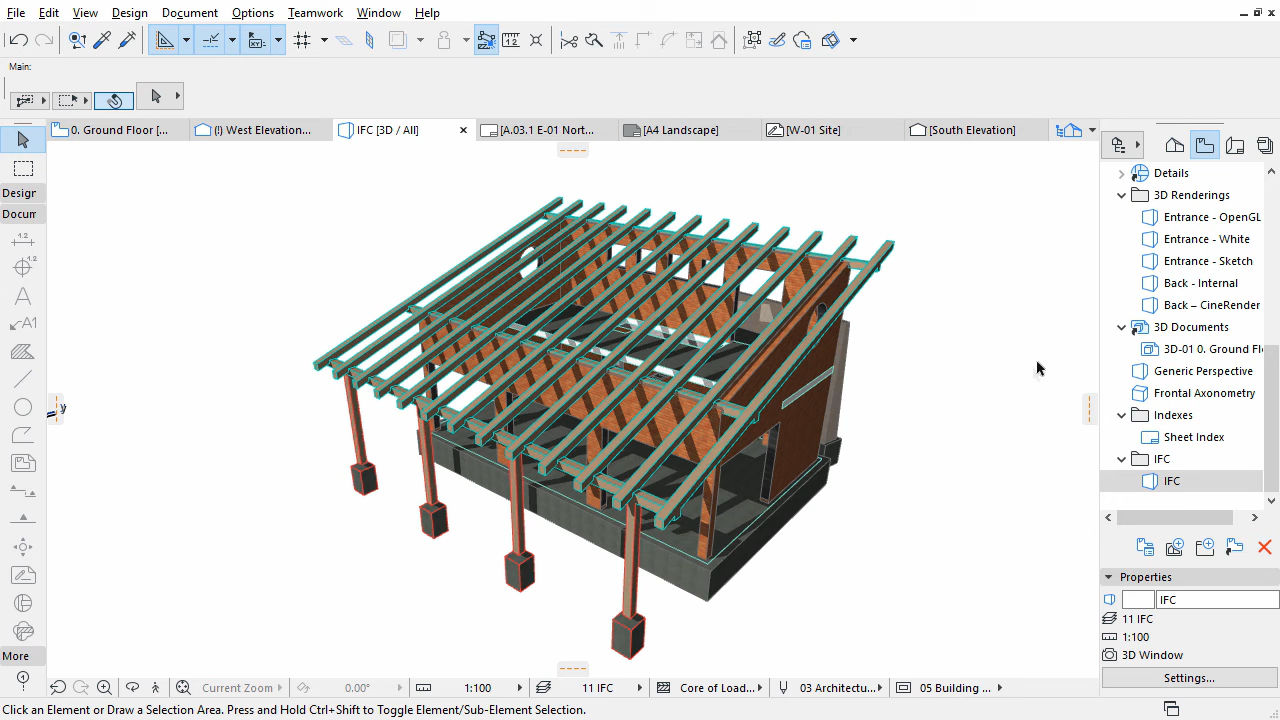 File Edit View Design Document Options Teamwork Window Help
Main:
0. Ground Floor [...
(!) West Elevation...
IFC [3D / All]
[A.03.1 E-01 Nort...
[A4 Landscape]
[W-01 Site]
[South Elevation]
Design
Docum
1.2
1.2
A
A1
More
Details
3D Renderings
Entrance - OpenGL
Entrance - White
Entrance - Sketch
Back - Internal
Back – CineRender
3D Documents
3D-01 0. Ground Fl
Generic Perspective
Frontal Axonometry
Indexes
Sheet Index
IFC
IFC
Properties
IFC
11 IFC
1:100
3D Window
Settings...
y
Current Zoom
0.00°
1:100
11 IFC
Core of Load...
03 Architectu...
05 Building ...
Click an Element or Draw a Selection Area. Press and Hold Ctrl+Shift to Toggle Element/Sub-Element Selection.